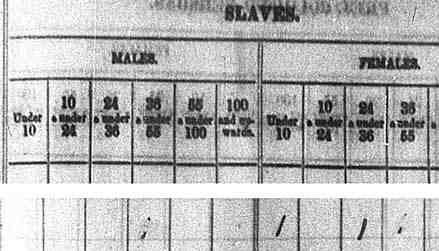 SLAVES.
MALES. FEMALES.
Under 10 10 & under 24 24 & under 36 36 & under 55 55 & under 100 100 and up-wards. Under 10 10 & under 24 24 & under 36 36 & under 55
/ / / /